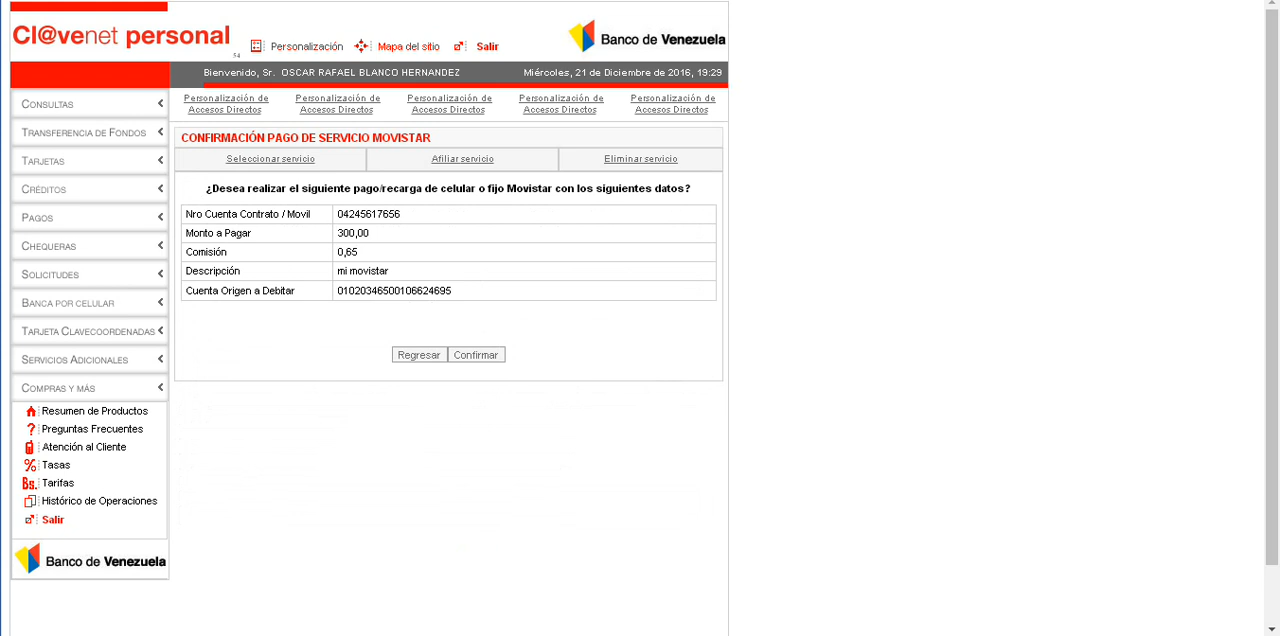 Cl@venet personal
54
Personalización
Mapa del sitio
Salir
Banco de Venezuela
Bienvenido, Sr. OSCAR RAFAEL BLANCO HERNANDEZ
Miércoles, 21 de Diciembre de 2016, 19:29
CONSULTAS
TRANSFERENCIA DE FONDOS
TARJETAS
CRÉDITOS
PAGOS
CHEQUERAS
SOLICITUDES
BANCA POR CELULAR
TARJETA CLAVECOORDENADAS
SERVICIOS ADICIONALES
COMPRAS Y MÁS
Resumen de Productos
? Preguntas Frecuentes
Atención al Cliente
% Tasas
Bs. Tarifas
Histórico de Operaciones
Salir
Banco de Venezuela
Personalización de Accesos Directos
Personalización de Accesos Directos
Personalización de Accesos Directos
Personalización de Accesos Directos
Personalización de Accesos Directos
CONFIRMACIÓN PAGO DE SERVICIO MOVISTAR
Seleccionar servicio
Afiliar servicio
Eliminar servicio
¿Desea realizar el siguiente pago/recarga de celular o fijo Movistar con los siguientes datos?
Nro Cuenta Contrato / Movil 04245617656
Monto a Pagar 300,00
Comisión 0,65
Descripción mi movistar
Cuenta Origen a Debitar 01020346500106624695
Regresar Confirmar